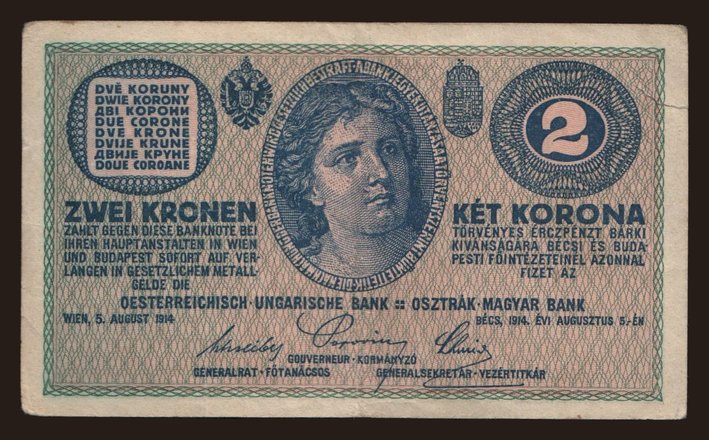 DVĚ KORUNY
DWIE KORONY
ДВІ КОРОНИ
DUE CORONE
DVE KRONE
DVIJE KRUNE
ДВИЈЕ КРУНЕ
DOUE COROANE
2
ZWEI KRONEN
ZAHLT GEGEN DIESE BANKNOTE BEI
IHREN HAUPTANSTALTEN IN WIEN
UND BUDAPEST SOFORT AUF VER-
LANGEN IN GESETZLICHEM METALL-
GELDE DIE
KÉT KORONA
TÖRVÉNYES ÉRCZPÉNZT BÁRKI
KIVÁNSÁGÁRA BÉCSI ÉS BUDA-
PESTI FŐINTÉZETEINEL AZONNAL
FIZET AZ
OESTERREICHISCH-UNGARISCHE BANK :: OSZTRÁK-MAGYAR BANK
WIEN, 5. AUGUST 1914
BÉCS, 1914. ÉVI AUGUSZTUS 5.-ÉN
GOUVERNEUR - KORMÁNYZÓ
GENERALRAT - FŐTANÁCSOS
GENERALSEKRETÄR - VEZÉRTITKÁR